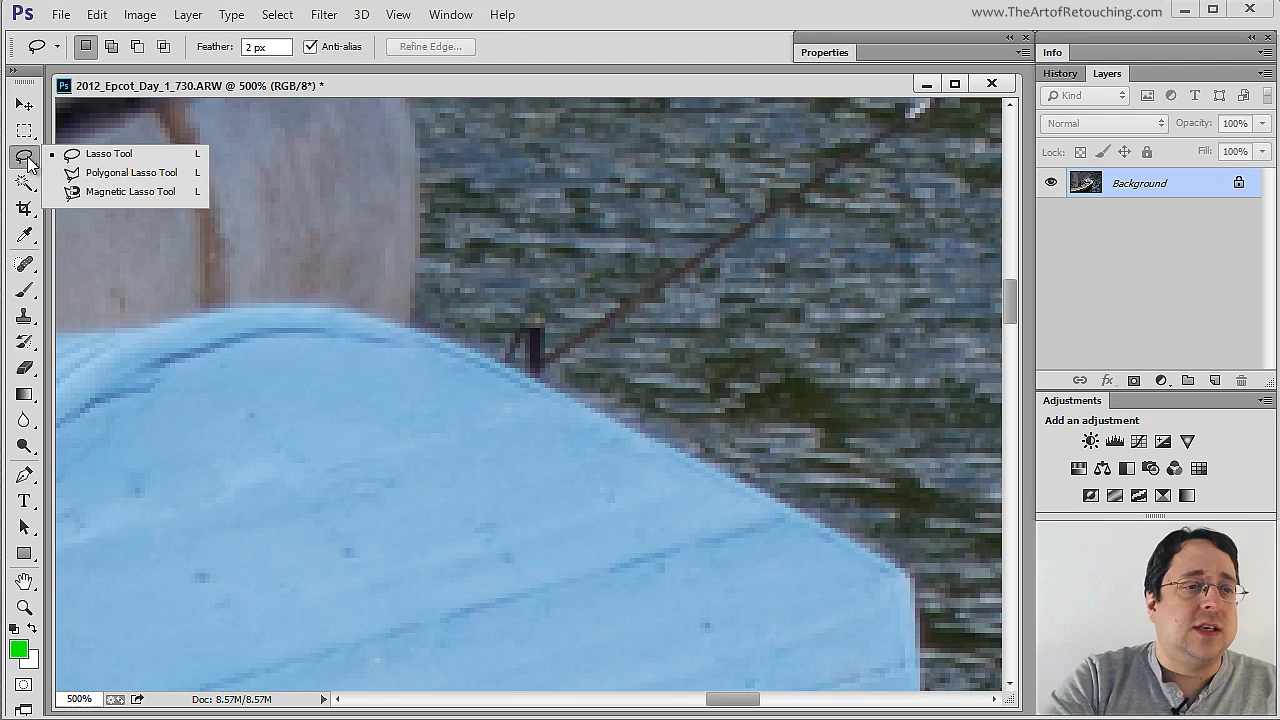 Ps File Edit Image Layer Type Select Filter 3D View Window Help
www.TheArtofRetouching.com
Feather: 2 px Anti-alias Refine Edge...
Properties
Info
2012_Epcot_Day_1_730.ARW @ 500% (RGB/8*) *
History Layers
Kind
Normal Opacity: 100%
Lock: Fill: 100%
Background
Lasso Tool L
Polygonal Lasso Tool L
Magnetic Lasso Tool L
Adjustments
Add an adjustment
T
500% Doc: 8.57M/8.57M